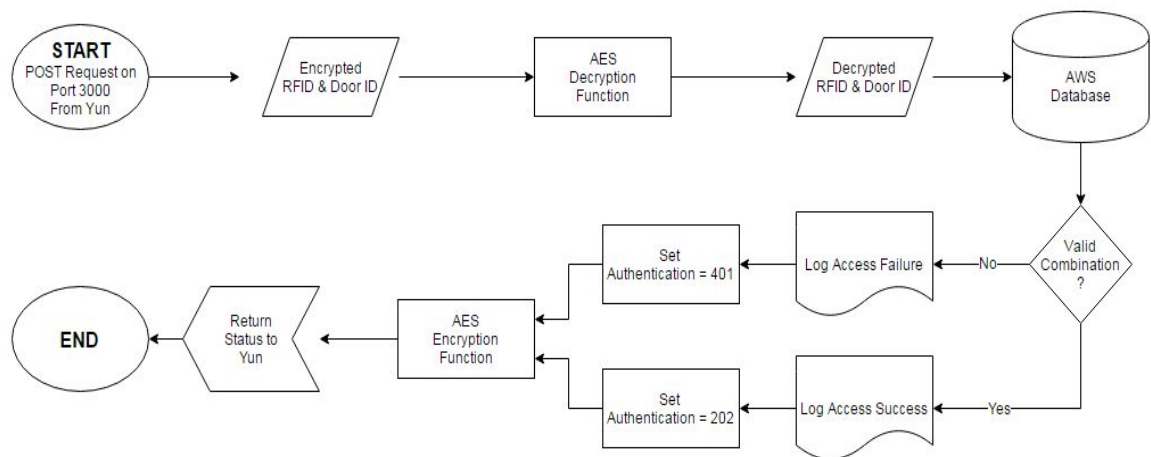 START
POST Request on
Port 3000
From Yun
Encrypted
RFID & Door ID
AES
Decryption
Function
Decrypted
RFID & Door ID
AWS
Database
Valid
Combination
?
No
Log Access Failure
Set
Authentication = 401
Yes
Log Access Success
Set
Authentication = 202
AES
Encryption
Function
Return
Status to
Yun
END